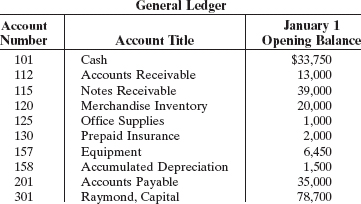 General Ledger
Account Number Account Title January 1 Opening Balance
101 Cash $33,750
112 Accounts Receivable 13,000
115 Notes Receivable 39,000
120 Merchandise Inventory 20,000
125 Office Supplies 1,000
130 Prepaid Insurance 2,000
157 Equipment 6,450
158 Accumulated Depreciation 1,500
201 Accounts Payable 35,000
301 Raymond, Capital 78,700